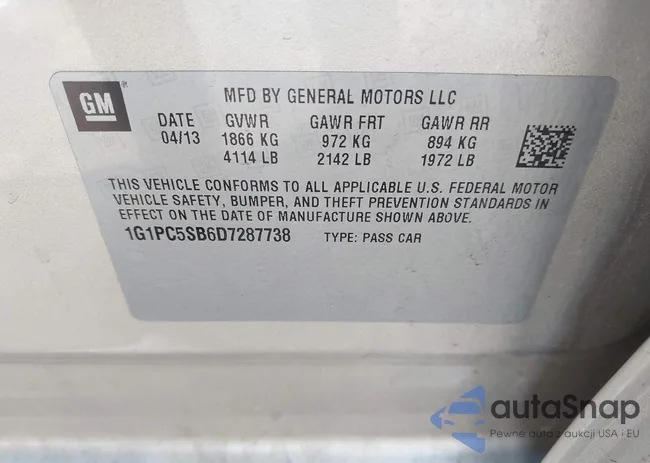 GM
MFD BY GENERAL MOTORS LLC
DATE GVWR GAWR FRT GAWR RR
04/13 1866 KG 972 KG 894 KG
4114 LB 2142 LB 1972 LB
THIS VEHICLE CONFORMS TO ALL APPLICABLE U.S. FEDERAL MOTOR
VEHICLE SAFETY, BUMPER, AND THEFT PREVENTION STANDARDS IN
EFFECT ON THE DATE OF MANUFACTURE SHOWN ABOVE.
1G1PC5SB6D7287738 TYPE: PASS CAR
autaSnap
Pewne auta z aukcji USA i EU